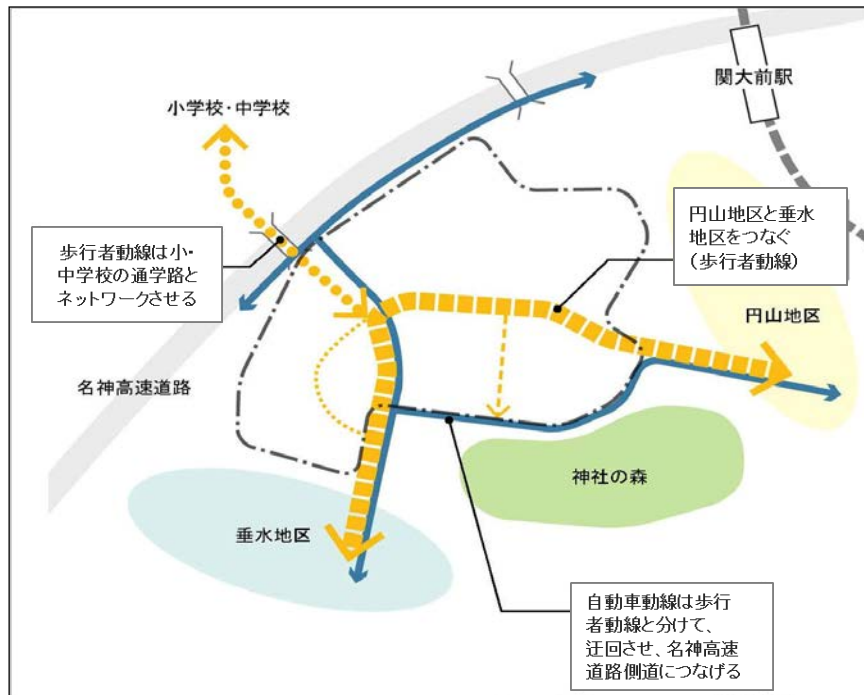 関大前駅
小学校・中学校
円山地区と垂水
地区をつなぐ
（歩行者動線）
歩行者動線は小・
中学校の通学路と
ネットワークさせる
円山地区
名神高速道路
神社の森
垂水地区
自動車動線は歩行
者動線と分けて、
迂回させ、名神高速
道路側道につなげる